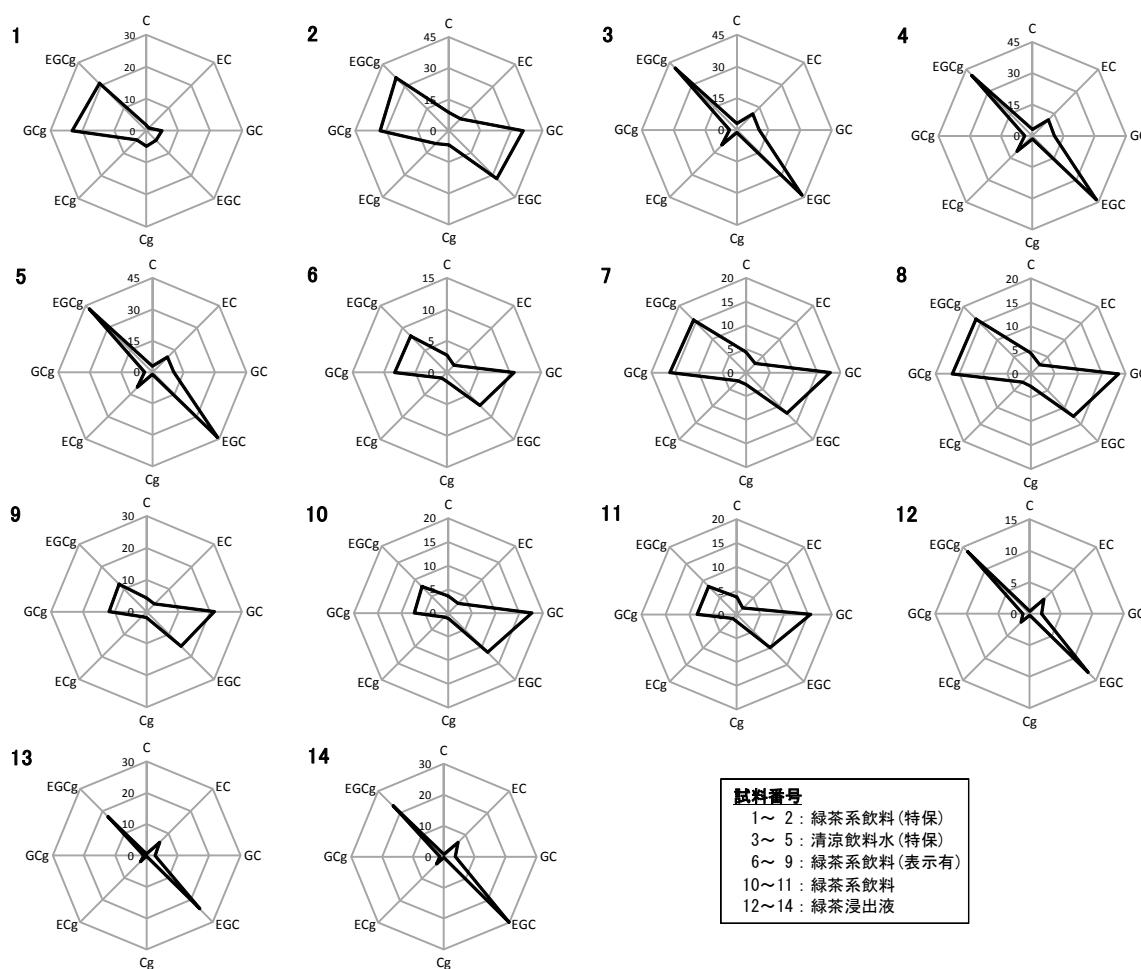 1
C
EC
GC
EGC
Cg
ECg
GCg
EGCg
30
20
10
0
2
C
EC
GC
EGC
Cg
ECg
GCg
EGCg
45
30
15
0
3
C
EC
GC
EGC
Cg
ECg
GCg
EGCg
45
30
15
0
4
C
EC
GC
EGC
Cg
ECg
GCg
EGCg
45
30
15
0
5
C
EC
GC
EGC
Cg
ECg
GCg
EGCg
45
30
15
0
6
C
EC
GC
EGC
Cg
ECg
GCg
EGCg
15
10
5
0
7
C
EC
GC
EGC
Cg
ECg
GCg
EGCg
20
15
10
5
0
8
C
EC
GC
EGC
Cg
ECg
GCg
EGCg
20
15
10
5
0
9
C
EC
GC
EGC
Cg
ECg
GCg
EGCg
30
20
10
0
10
C
EC
GC
EGC
Cg
ECg
GCg
EGCg
20
15
10
5
0
11
C
EC
GC
EGC
Cg
ECg
GCg
EGCg
20
15
10
5
0
12
C
EC
GC
EGC
Cg
ECg
GCg
EGCg
15
10
5
0
13
C
EC
GC
EGC
Cg
ECg
GCg
EGCg
30
20
10
0
14
C
EC
GC
EGC
Cg
ECg
GCg
EGCg
30
20
10
0
試料番号
1～ 2：緑茶系飲料(特保)
3～ 5：清涼飲料水(特保)
6～ 9：緑茶系飲料(表示有)
10～11：緑茶系飲料
12～14：緑茶浸出液